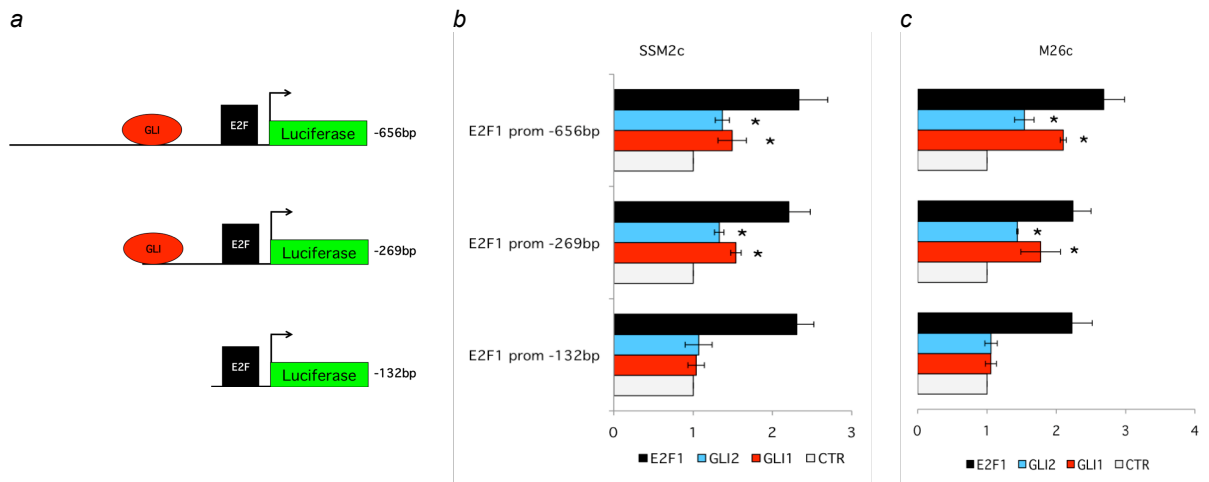 a
GLI
E2F
Luciferase
-656bp
GLI
E2F
Luciferase
-269bp
E2F
Luciferase
-132bp
b
SSM2c
E2F1 prom -656bp
*
*
E2F1 prom -269bp
*
*
E2F1 prom -132bp
0 1 2 3
E2F1 GLI2 GLI1 CTR
c
M26c
*
*
*
*
0 1 2 3 4
E2F1 GLI2 GLI1 CTR